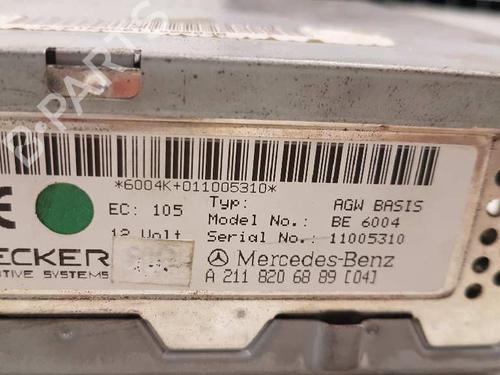 B-PARTS
*6004K+011005310*
EC: 105
Typ: AGW BASIS
Model No.: BE 6004
12 Volt
Serial No.: 11005310
ECKER
OTIVE SYSTEMS
Mercedes-Benz
A 211 820 68 89 [04]